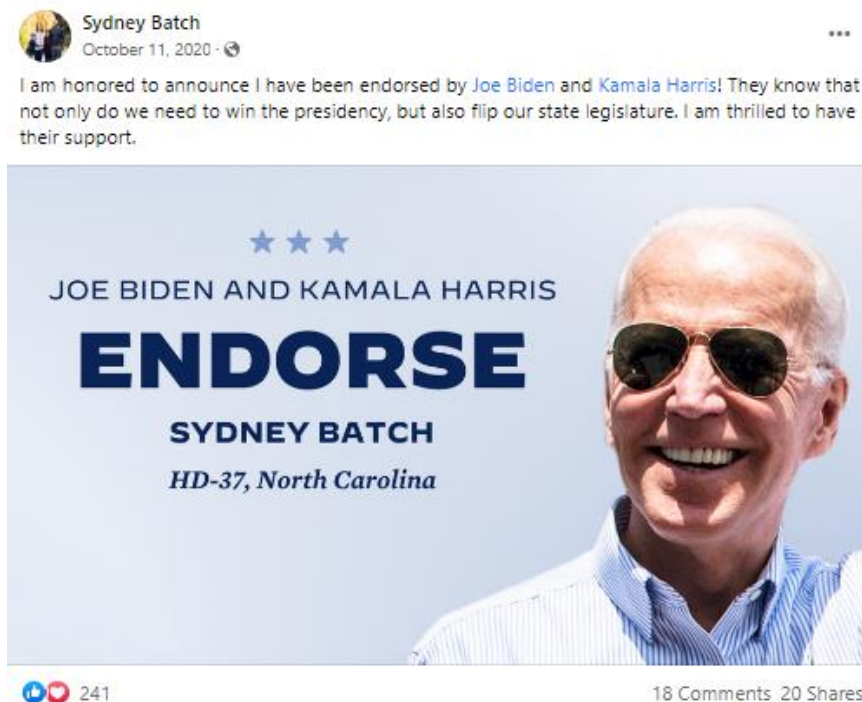 Sydney Batch
October 11, 2020 ·
I am honored to announce I have been endorsed by Joe Biden and Kamala Harris! They know that
not only do we need to win the presidency, but also flip our state legislature. I am thrilled to have
their support.
JOE BIDEN AND KAMALA HARRIS
ENDORSE
SYDNEY BATCH
HD-37, North Carolina
241
18 Comments 20 Shares